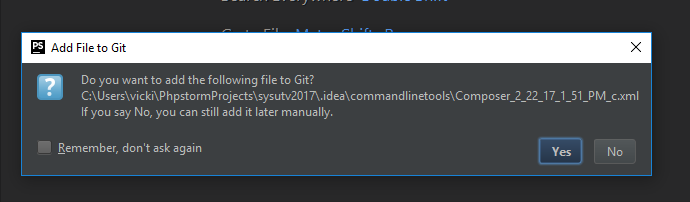 Search Everywhere Double Shift
Go to File Meta+Shift+R
PS
Add File to Git
Do you want to add the following file to Git?
C:\Users\vicki\PhpstormProjects\sysutv2017\.idea\commandlinetools\Composer_2_22_17_1_51_PM_c.xml
If you say No, you can still add it later manually.
Remember, don't ask again
Yes
No